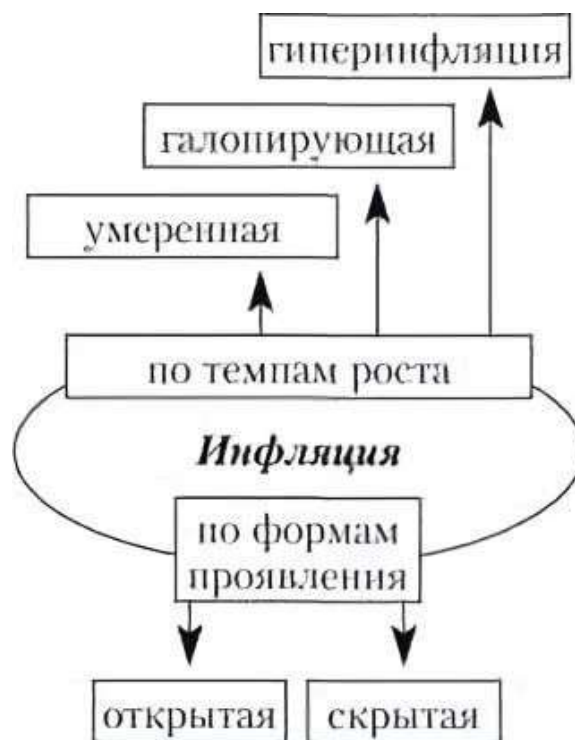 гиперинфляция
галопирующая
умеренная
по темпам роста
Инфляция
по формам
проявления
открытая
скрытая